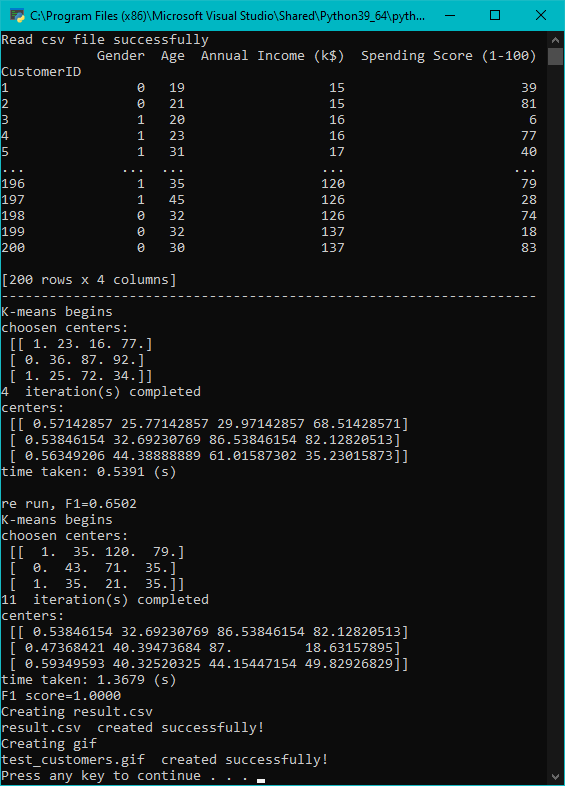 C:\Program Files (x86)\Microsoft Visual Studio\Shared\Python39_64\pyth...
Read csv file successfully
            Gender  Age  Annual Income (k$)  Spending Score (1-100)
CustomerID
1                0   19                  15                      39
2                0   21                  15                      81
3                1   20                  16                       6
4                1   23                  16                      77
5                1   31                  17                      40
...            ...  ...                 ...                     ...
196              1   35                 120                      79
197              1   45                 126                      28
198              0   32                 126                      74
199              0   32                 137                      18
200              0   30                 137                      83
[200 rows x 4 columns]
-------------------------------------------------------------------
K-means begins
choosen centers:
 [[ 1. 23. 16. 77.]
 [ 0. 36. 87. 92.]
 [ 1. 25. 72. 34.]]
4  iteration(s) completed
centers:
 [[ 0.57142857 25.77142857 29.97142857 68.51428571]
 [ 0.53846154 32.69230769 86.53846154 82.12820513]
 [ 0.56349206 44.38888889 61.01587302 35.23015873]]
time taken: 0.5391 (s)
re run, F1=0.6502
K-means begins
choosen centers:
 [[  1.  35. 120.  79.]
 [  0.  43.  71.  35.]
 [  1.  35.  21.  35.]]
11  iteration(s) completed
centers:
 [[ 0.53846154 32.69230769 86.53846154 82.12820513]
 [ 0.47368421 40.39473684 87.         18.63157895]
 [ 0.59349593 40.32520325 44.15447154 49.82926829]]
time taken: 1.3679 (s)
F1 score=1.0000
Creating result.csv
result.csv  created successfully!
Creating gif
test_customers.gif  created successfully!
Press any key to continue . . .